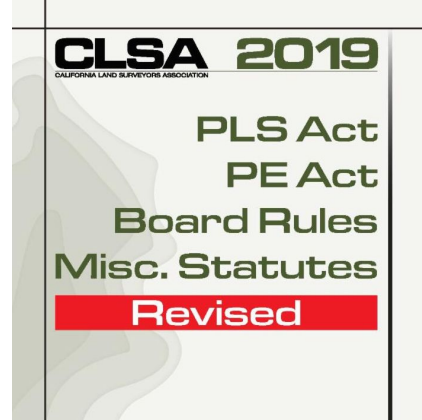 CLSA 2019
CALIFORNIA LAND SURVEYORS ASSOCIATION
PLS Act
PE Act
Board Rules
Misc. Statutes
Revised